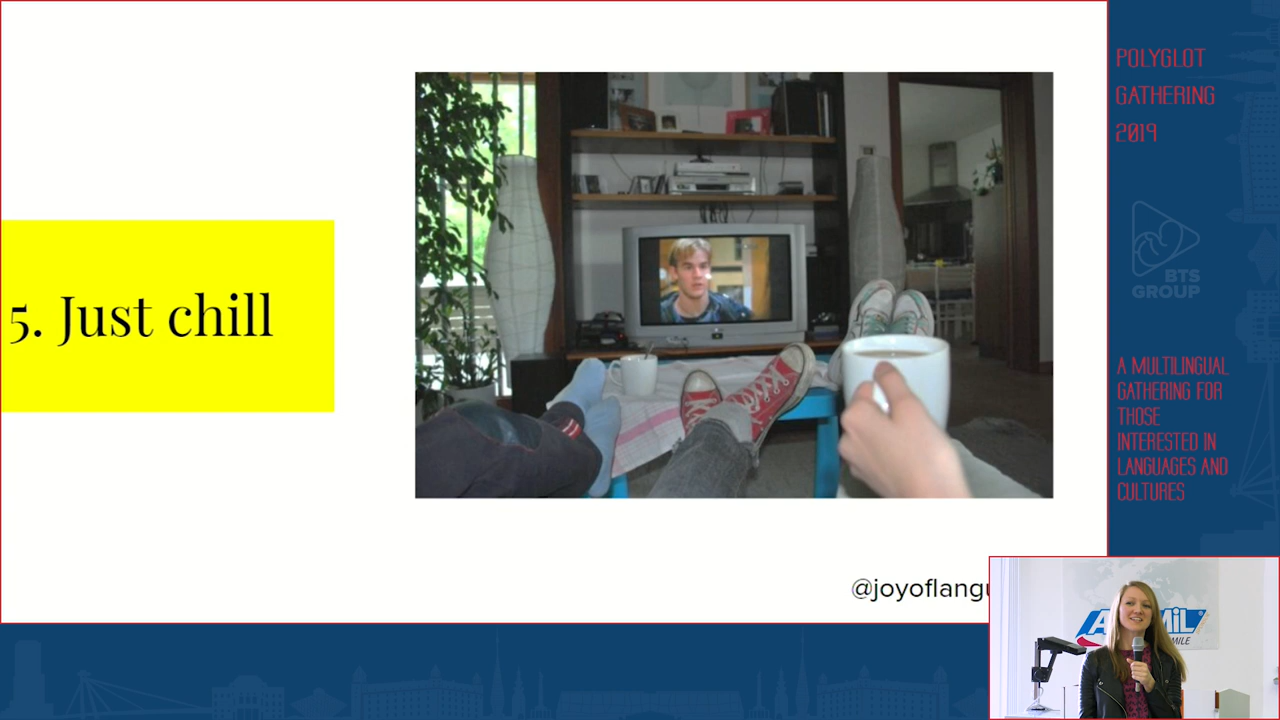 5. Just chill
@joyoflangu
POLYGLOT
GATHERING
2019
BTS
GROUP
A MULTILINGUAL
GATHERING FOR
THOSE
INTERESTED IN
LANGUAGES AND
CULTURES